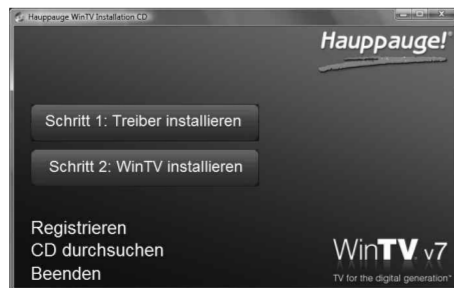 Hauppauge WinTV Installation CD
Hauppauge!
Schritt 1: Treiber installieren
Schritt 2: WinTV installieren
Registrieren
CD durchsuchen
Beenden
WinTV v7
TV for the digital generation